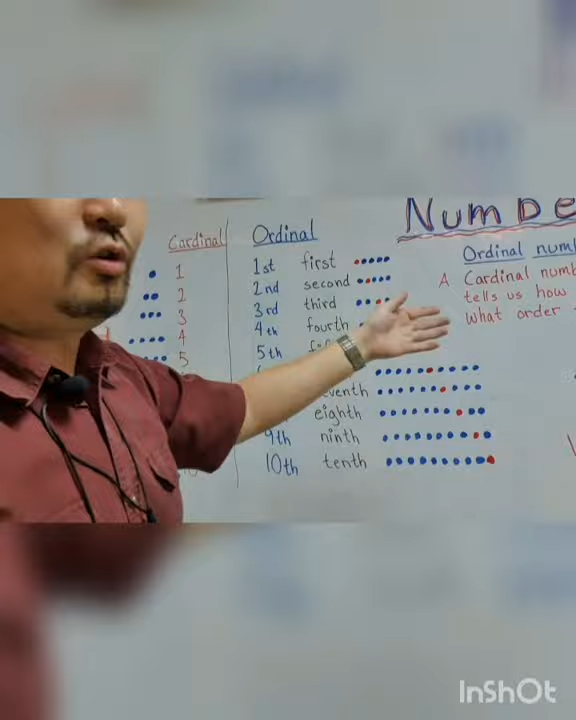 Numbe
Cardinal
1
2
3
4
5
Ordinal
1st first
2nd second
3rd third
4th fourth
5th
eighth
9th ninth
10th tenth
Ordinal numb
A Cardinal numb
tells us how
what order
InShOt